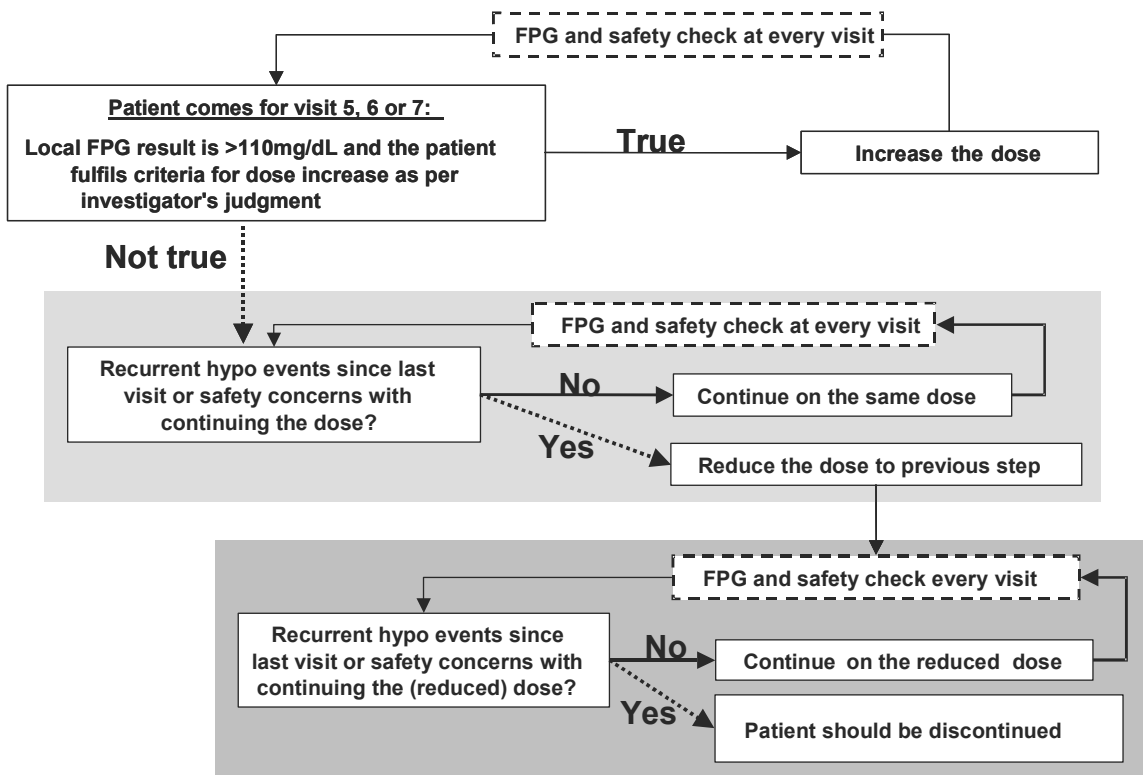 FPG and safety check at every visit
Patient comes for visit 5, 6 or 7:
Local FPG result is >110mg/dL and the patient
fulfils criteria for dose increase as per
investigator's judgment
True
Increase the dose
Not true
FPG and safety check at every visit
Recurrent hypo events since last
visit or safety concerns with
continuing the dose?
No
Continue on the same dose
Yes
Reduce the dose to previous step
FPG and safety check every visit
Recurrent hypo events since
last visit or safety concerns with
continuing the (reduced) dose?
No
Continue on the reduced dose
Yes
Patient should be discontinued